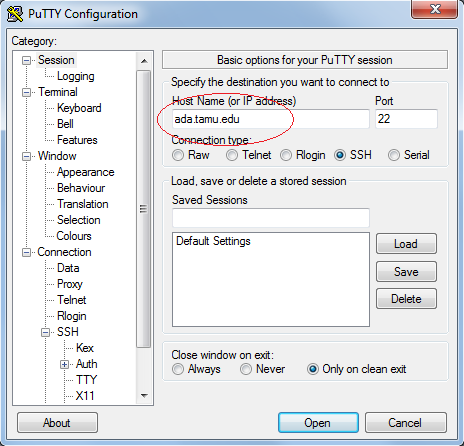 PuTTY Configuration
Category:
Session
Logging
Terminal
Keyboard
Bell
Features
Window
Appearance
Behaviour
Translation
Selection
Colours
Connection
Data
Proxy
Telnet
Rlogin
SSH
Kex
Auth
TTY
X11
Basic options for your PuTTY session
Specify the destination you want to connect to
Host Name (or IP address) Port
ada.tamu.edu 22
Connection type:
Raw Telnet Rlogin SSH Serial
Load, save or delete a stored session
Saved Sessions
Default Settings
Load
Save
Delete
Close window on exit:
Always Never Only on clean exit
About Open Cancel